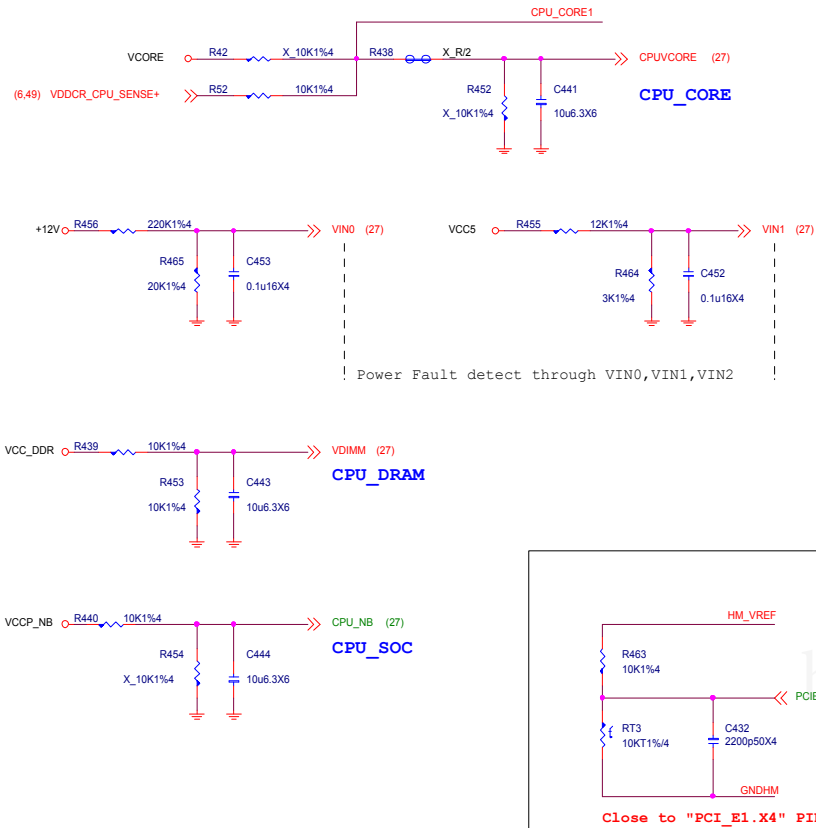 CPU_CORE1
VCORE R42 X_10K1%4 R438 X_R/2 CPUVCORE (27)
(6,49) VDDCR_CPU_SENSE+ R52 10K1%4
R452 C441 CPU_CORE
X_10K1%4 10u6.3X6
+12V R456 220K1%4 VIN0 (27)
R465 C453
20K1%4 0.1u16X4
VCC5 R455 12K1%4 VIN1 (27)
R464 C452
3K1%4 0.1u16X4
Power Fault detect through VIN0,VIN1,VIN2
VCC_DDR R439 10K1%4 VDIMM (27)
CPU_DRAM
R453 C443
10K1%4 10u6.3X6
VCCP_NB R440 10K1%4 CPU_NB (27)
CPU_SOC
R454 C444
X_10K1%4 10u6.3X6
HM_VREF
R463
10K1%4
PCIE
RT3 C432
10KT1%/4 2200p50X4
GNDHM
Close to "PCI_E1.X4" PI